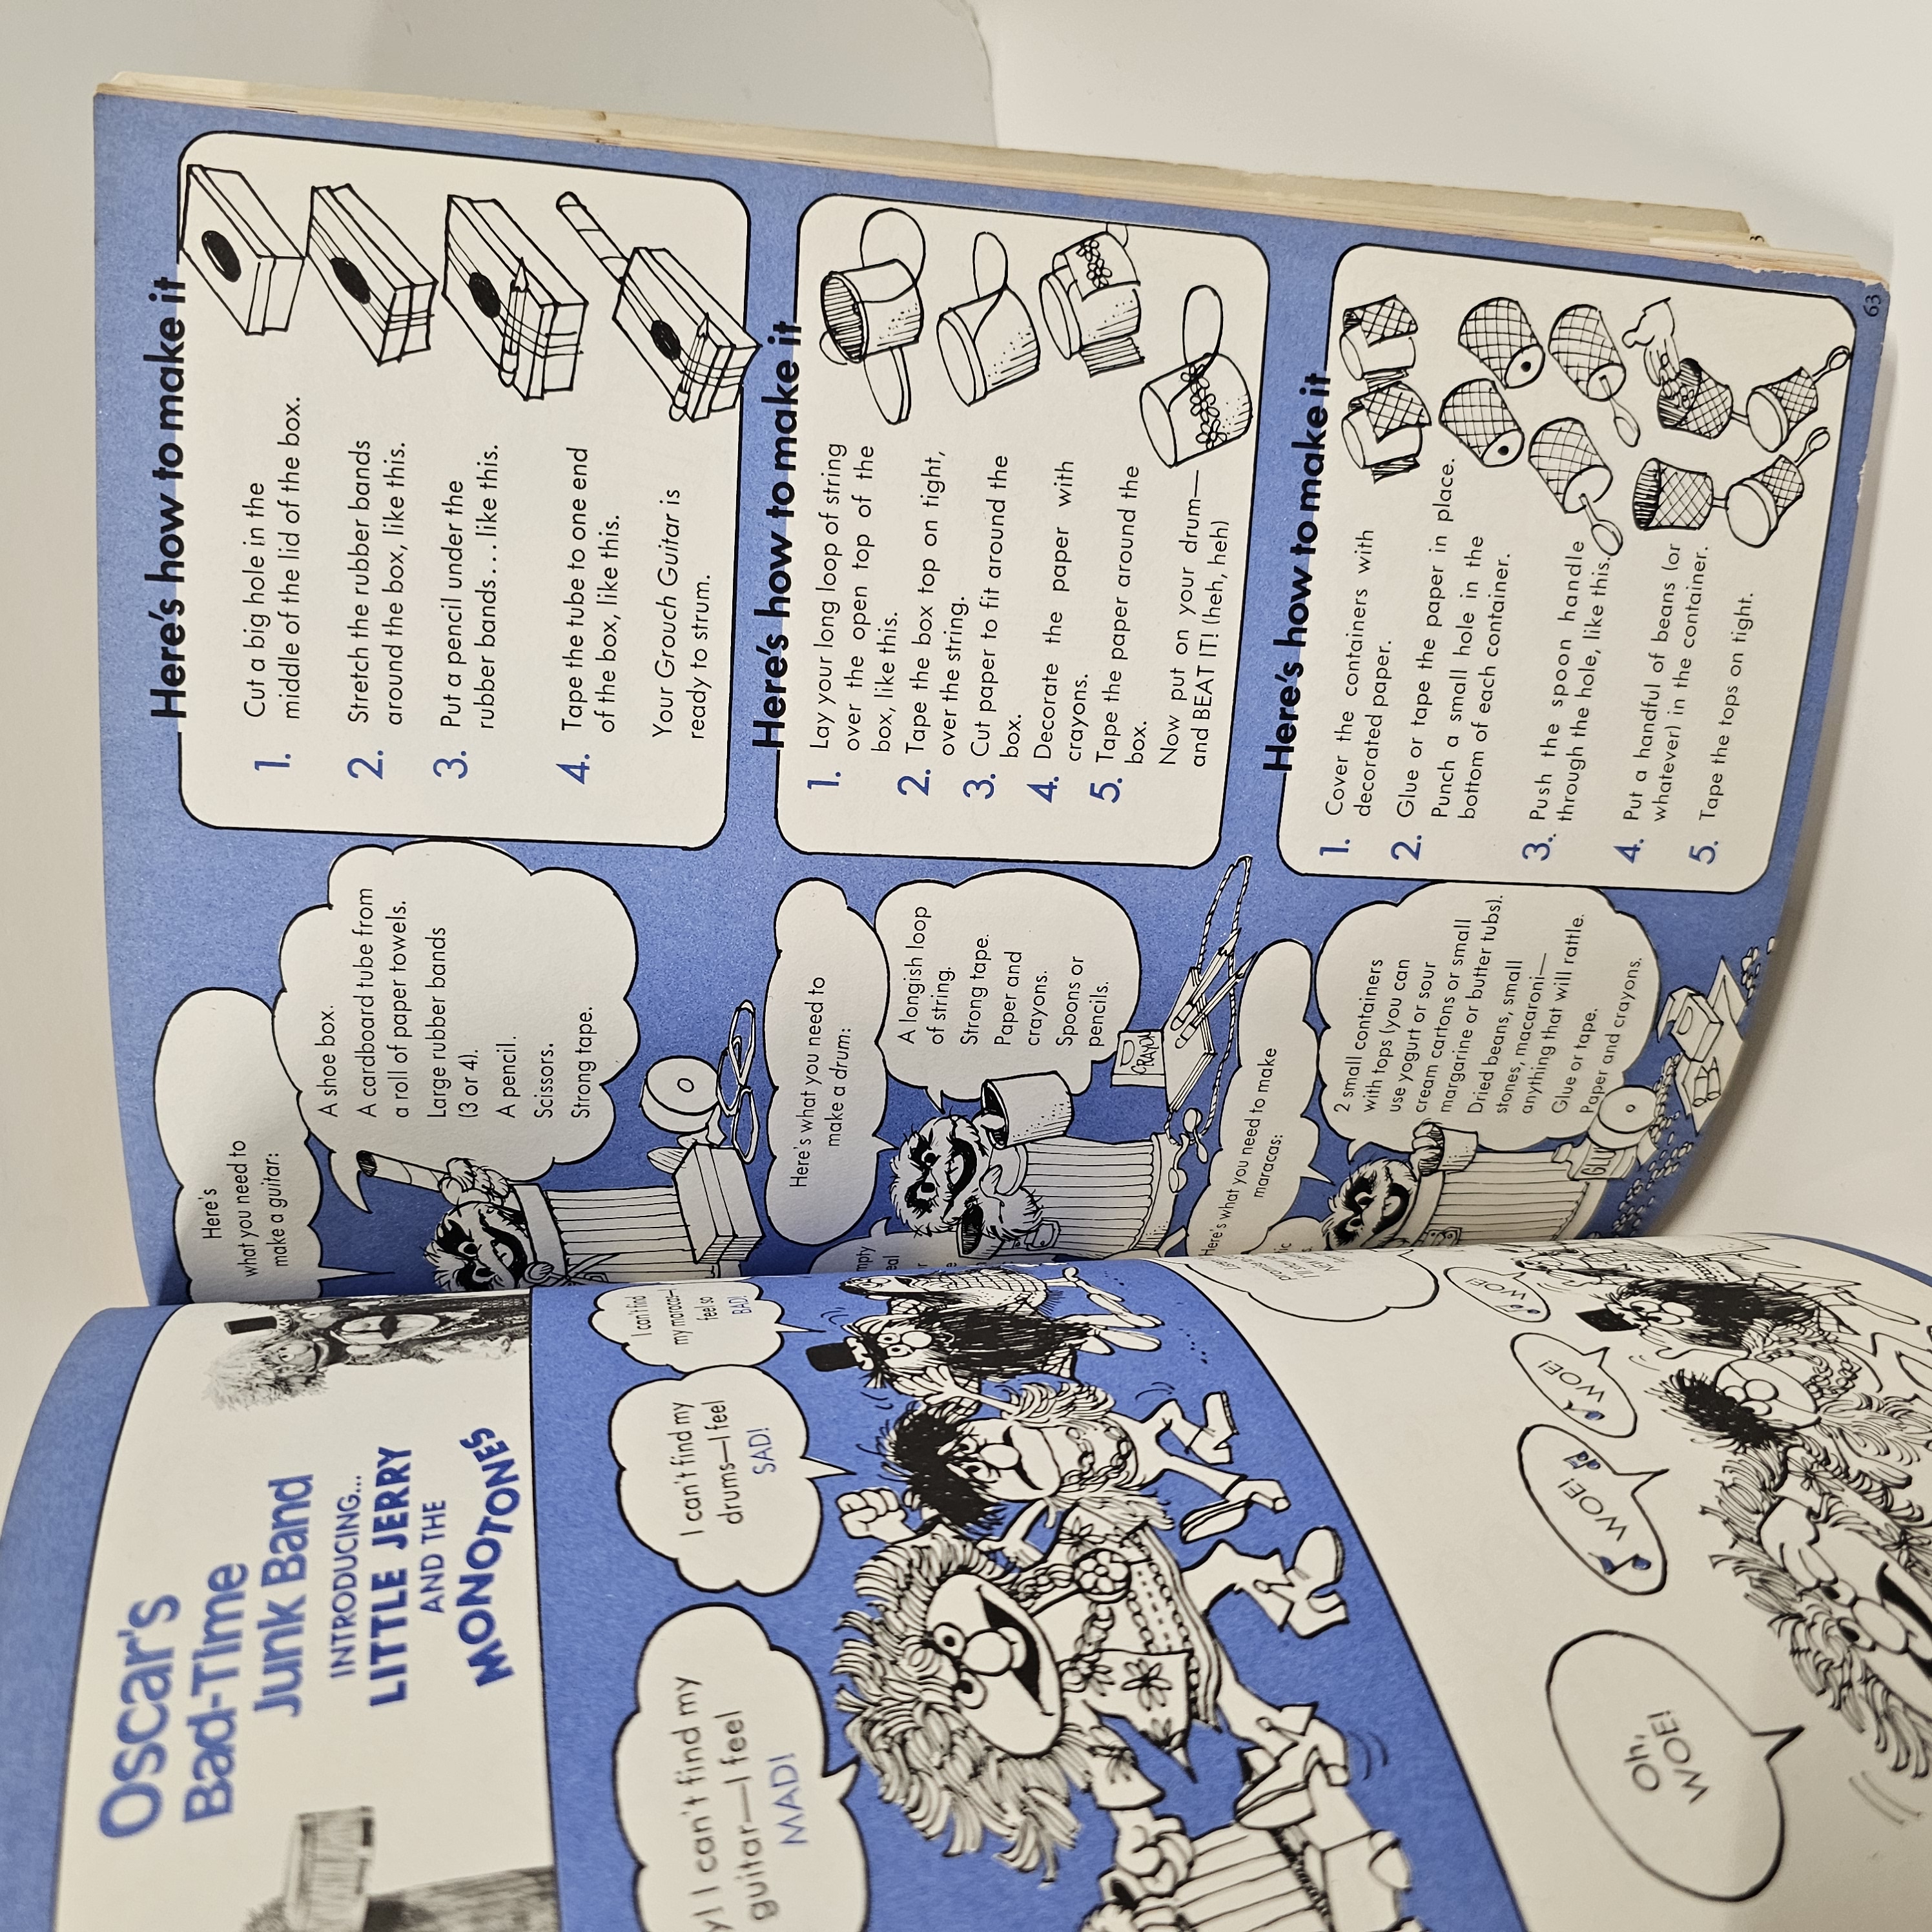 Oscar's
Bad-Time
Junk Band
INTRODUCING...
LITTLE JERRY
AND THE
MONOTONES
y! I can't find my
guitar—I feel
MAD!
I can't find my
drums—I feel
SAD!
I can't find
my maracas—
feel so
BAD!
Oh,
WOE!
WOE!
WOE!
WOE!
Here's
what you need to
make a guitar:
A shoe box.
A cardboard tube from
a roll of paper towels.
Large rubber bands
(3 or 4).
A pencil.
Scissors.
Strong tape.
Here's how to make it
1. Cut a big hole in the
middle of the lid of the box.
2. Stretch the rubber bands
around the box, like this.
3. Put a pencil under the
rubber bands...like this.
4. Tape the tube to one end
of the box, like this.
Your Grouch Guitar is
ready to strum.
Here's what you need to
make a drum:
mpty
eal
A longish loop
of string.
Strong tape.
Paper and
crayons.
Spoons or
pencils.
CRAYON
Here's how to make it
1. Lay your long loop of string
over the open top of the
box, like this.
2. Tape the box top on tight,
over the string.
3. Cut paper to fit around the
box.
4. Decorate the paper with
crayons.
5. Tape the paper around the
box.
Now put on your drum—
and BEAT IT! (heh, heh)
Here's what you need to make
maracas:
2 small containers
with tops (you can
use yogurt or sour
cream cartons or small
margarine or butter tubs).
Dried beans, small
stones, macaroni—
anything that will rattle.
Glue or tape.
Paper and crayons.
GLU
Here's how to make it
1. Cover the containers with
decorated paper.
2. Glue or tape the paper in place.
Punch a small hole in the
bottom of each container.
3. Push the spoon handle
through the hole, like this.
4. Put a handful of beans (or
whatever) in the container.
5. Tape the tops on tight.
63